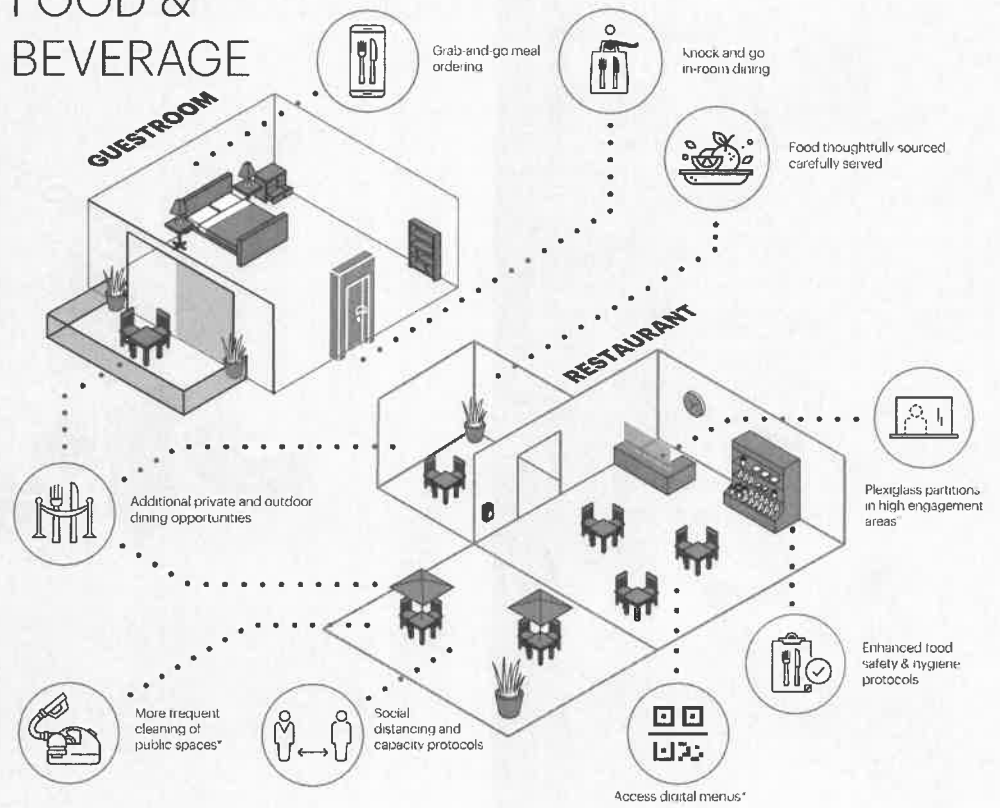 FOOD &
BEVERAGE
GUESTROOM
Grab-and-go meal
ordering
Knock and go
in-room dining
Food thoughtfully sourced,
carefully served
RESTAURANT
Plexiglass partitions
in high engagement
areas*
Additional private and outdoor
dining opportunities
Enhanced food
safety & hygiene
protocols
More frequent
cleaning of
public spaces*
Social
distancing and
capacity protocols
Access digital menus*